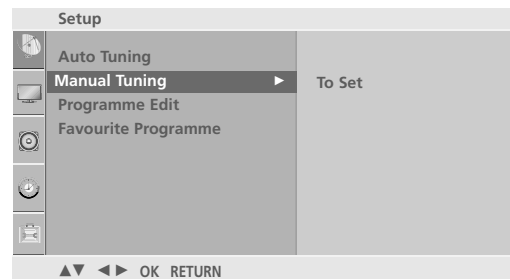 Setup
Auto Tuning
Manual Tuning ► To Set
Programme Edit
Favourite Programme
▲▼ ◄► OK RETURN